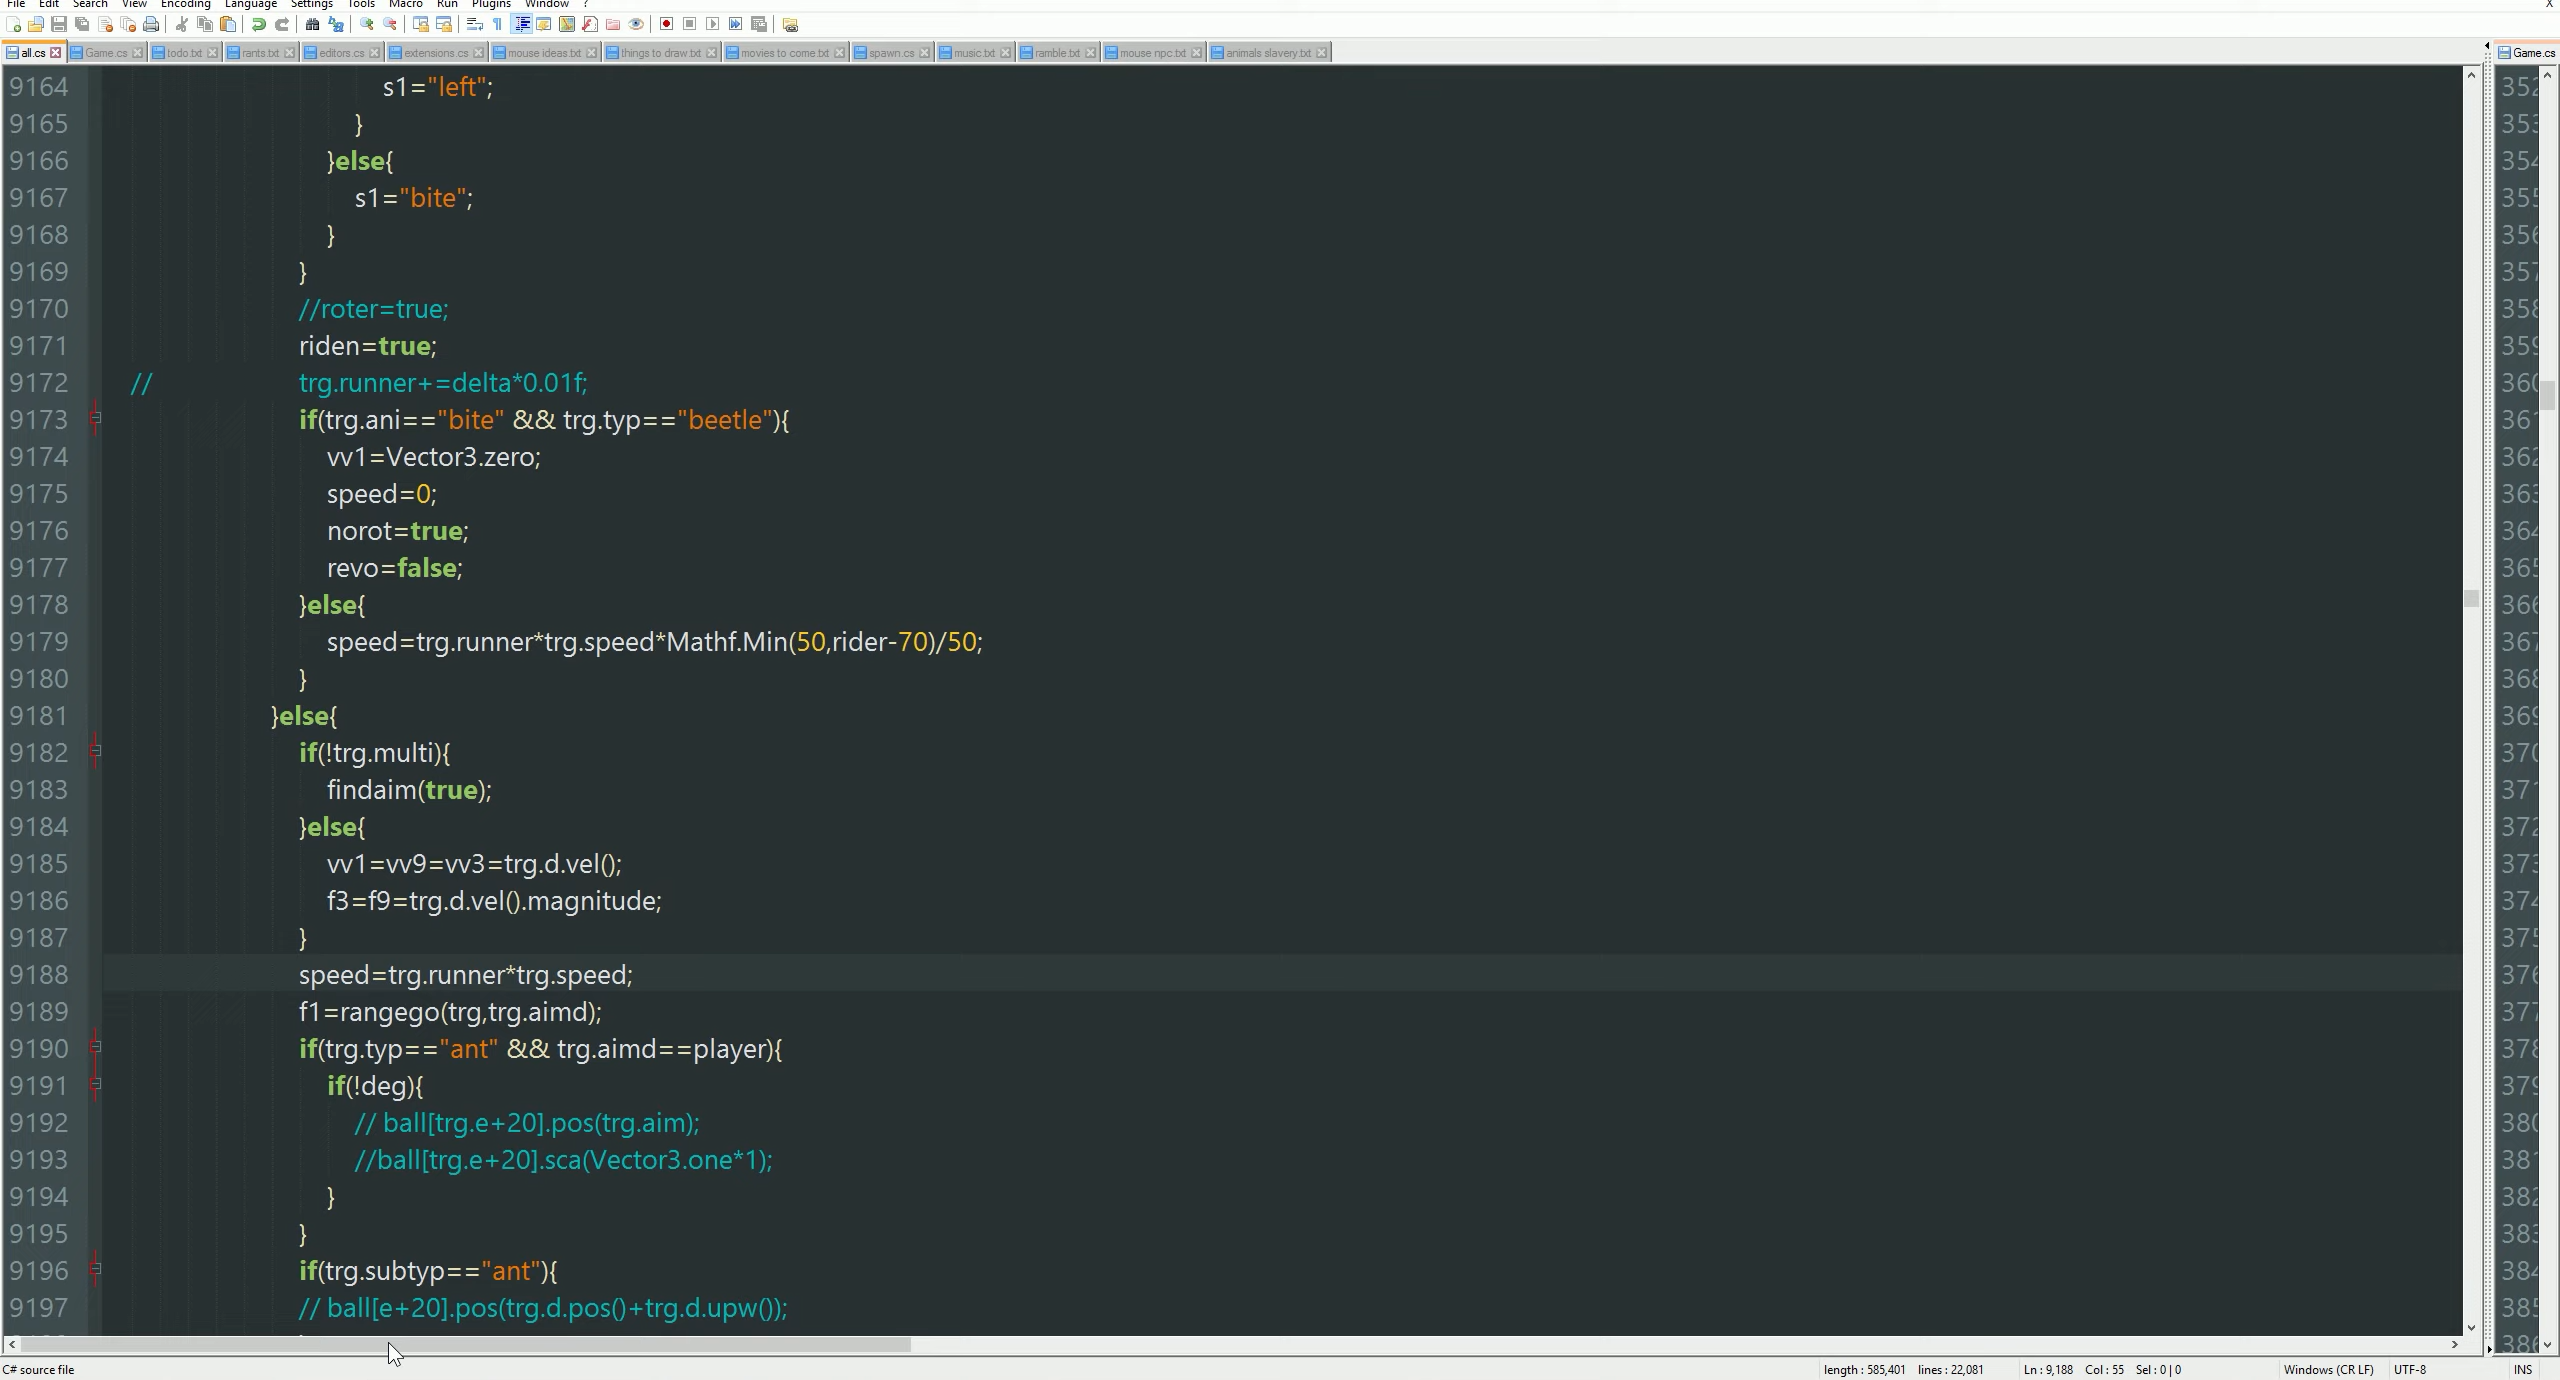 File Edit Search View Encoding Language Settings Tools Macro Run Plugins Window ? X
all.cs Game.cs todo.txt rants.txt editors.cs extensions.cs mouse ideas.txt things to draw.txt movies to come.txt spawn.cs music.txt ramble.txt mouse npc.txt animals slavery.txt Game.cs
9164 s1="left";
9165 }
9166 }else{
9167 s1="bite";
9168 }
9169 }
9170 //roter=true;
9171 riden=true;
9172 // trg.runner+=delta*0.01f;
9173 if(trg.ani=="bite" && trg.typ=="beetle"){
9174 vv1=Vector3.zero;
9175 speed=0;
9176 norot=true;
9177 revo=false;
9178 }else{
9179 speed=trg.runner*trg.speed*Mathf.Min(50,rider-70)/50;
9180 }
9181 }else{
9182 if(!trg.multi){
9183 findaim(true);
9184 }else{
9185 vv1=vv9=vv3=trg.d.vel();
9186 f3=f9=trg.d.vel().magnitude;
9187 }
9188 speed=trg.runner*trg.speed;
9189 f1=rangego(trg,trg.aimd);
9190 if(trg.typ=="ant" && trg.aimd==player){
9191 if(!deg){
9192 // ball[trg.e+20].pos(trg.aim);
9193 //ball[trg.e+20].sca(Vector3.one*1);
9194 }
9195 }
9196 if(trg.subtyp=="ant"){
9197 // ball[e+20].pos(trg.d.pos()+trg.d.upw());
C# source file length : 585,401 lines : 22,081 Ln : 9,188 Col : 55 Sel : 0 | 0 Windows (CR LF) UTF-8 INS